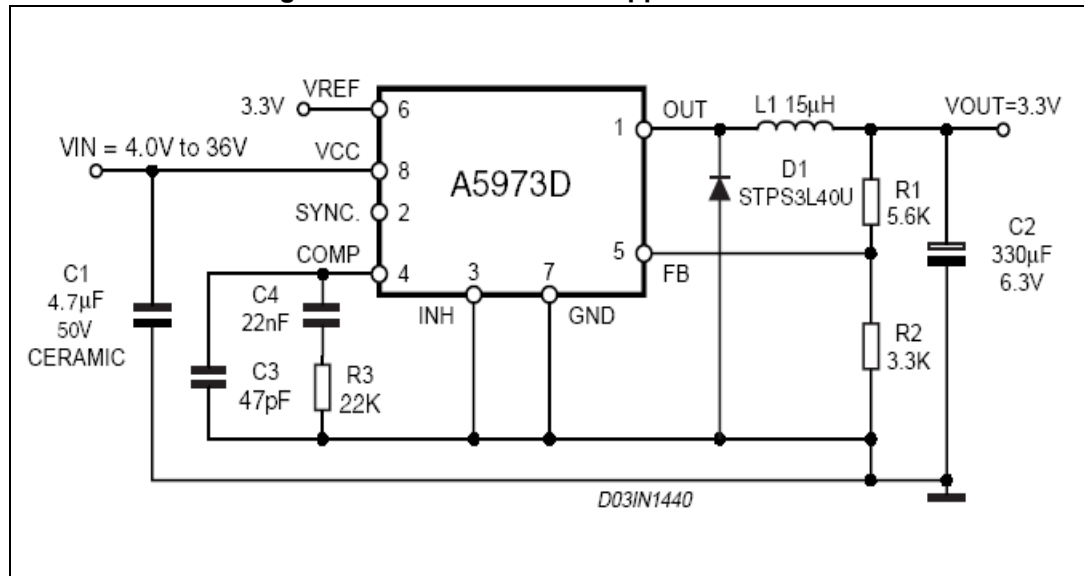 VREF
3.3V
6
OUT
L1 15µH
VOUT=3.3V
1
VIN = 4.0V to 36V
VCC
8
A5973D
D1
STPS3L40U
R1
5.6K
SYNC.
2
COMP
4
3
7
5
FB
C2
330µF
6.3V
C1
4.7µF
50V
CERAMIC
C4
22nF
INH
GND
R2
3.3K
C3
47pF
R3
22K
D03IN1440